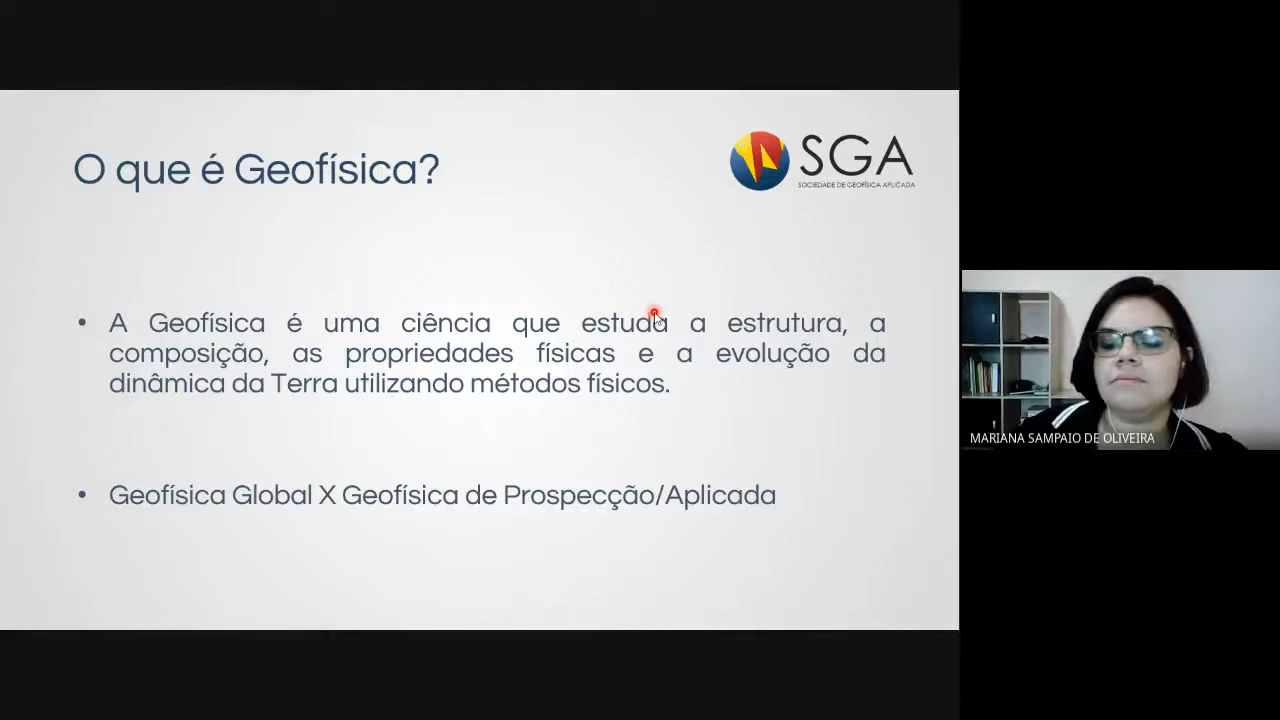 O que é Geofísica?
SGA
SOCIEDADE DE GEOFÍSICA APLICADA
• A Geofísica é uma ciência que estuda a estrutura, a
composição, as propriedades físicas e a evolução da
dinâmica da Terra utilizando métodos físicos.
• Geofísica Global X Geofísica de Prospecção/Aplicada
MARIANA SAMPAIO DE OLIVEIRA